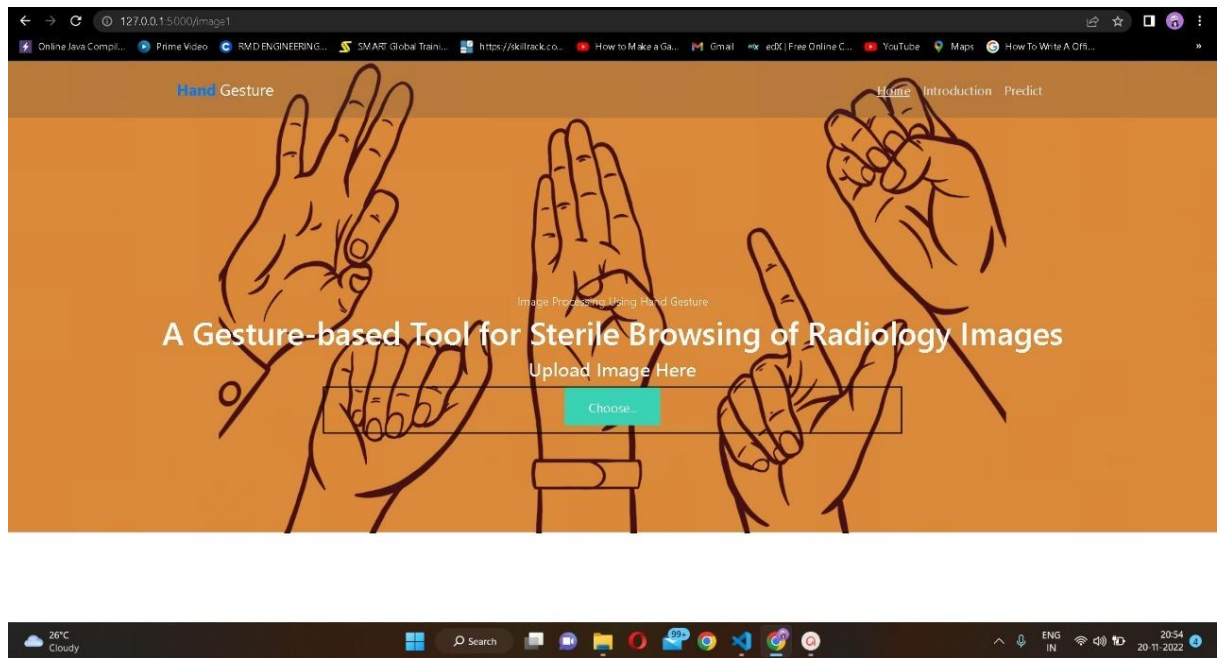 127.0.0.1:5000/image1
Online Java Compil... Prime Video RMD ENGINEERING... SMART Global Traini... https://skillrack.co... How to Make a Ga... Gmail edX | Free Online C... YouTube Maps How To Write A Offi... »
Hand Gesture Home Introduction Predict
Image Processing Using Hand Gesture
A Gesture-based Tool for Sterile Browsing of Radiology Images
Upload Image Here
Choose...
26°C
Cloudy
Search
99+
ENG
IN
20:54
20-11-2022
4